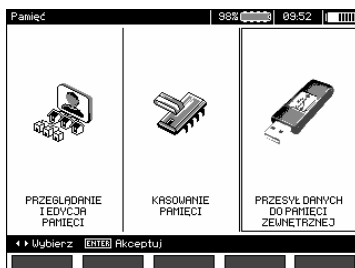 Pamięć 98% 09:52
PRZEGLĄDANIE
I EDYCJA
PAMIĘCI
KASOWANIE
PAMIĘCI
PRZESYŁ DANYCH
DO PAMIĘCI
ZEWNĘTRZNEJ
Wybierz ENTER Akceptuj